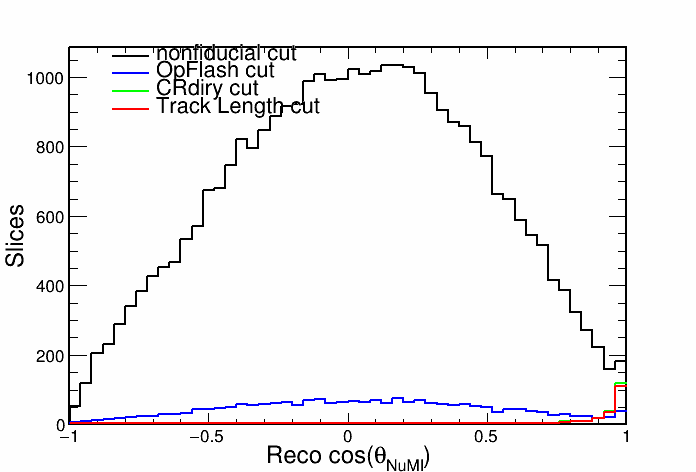 nonfiducial cut
OpFlash cut
CRdiry cut
Track Length cut
1000
800
600
400
200
0
Slices
−1 −0.5 0 0.5 1
Reco cos(θNuMI)